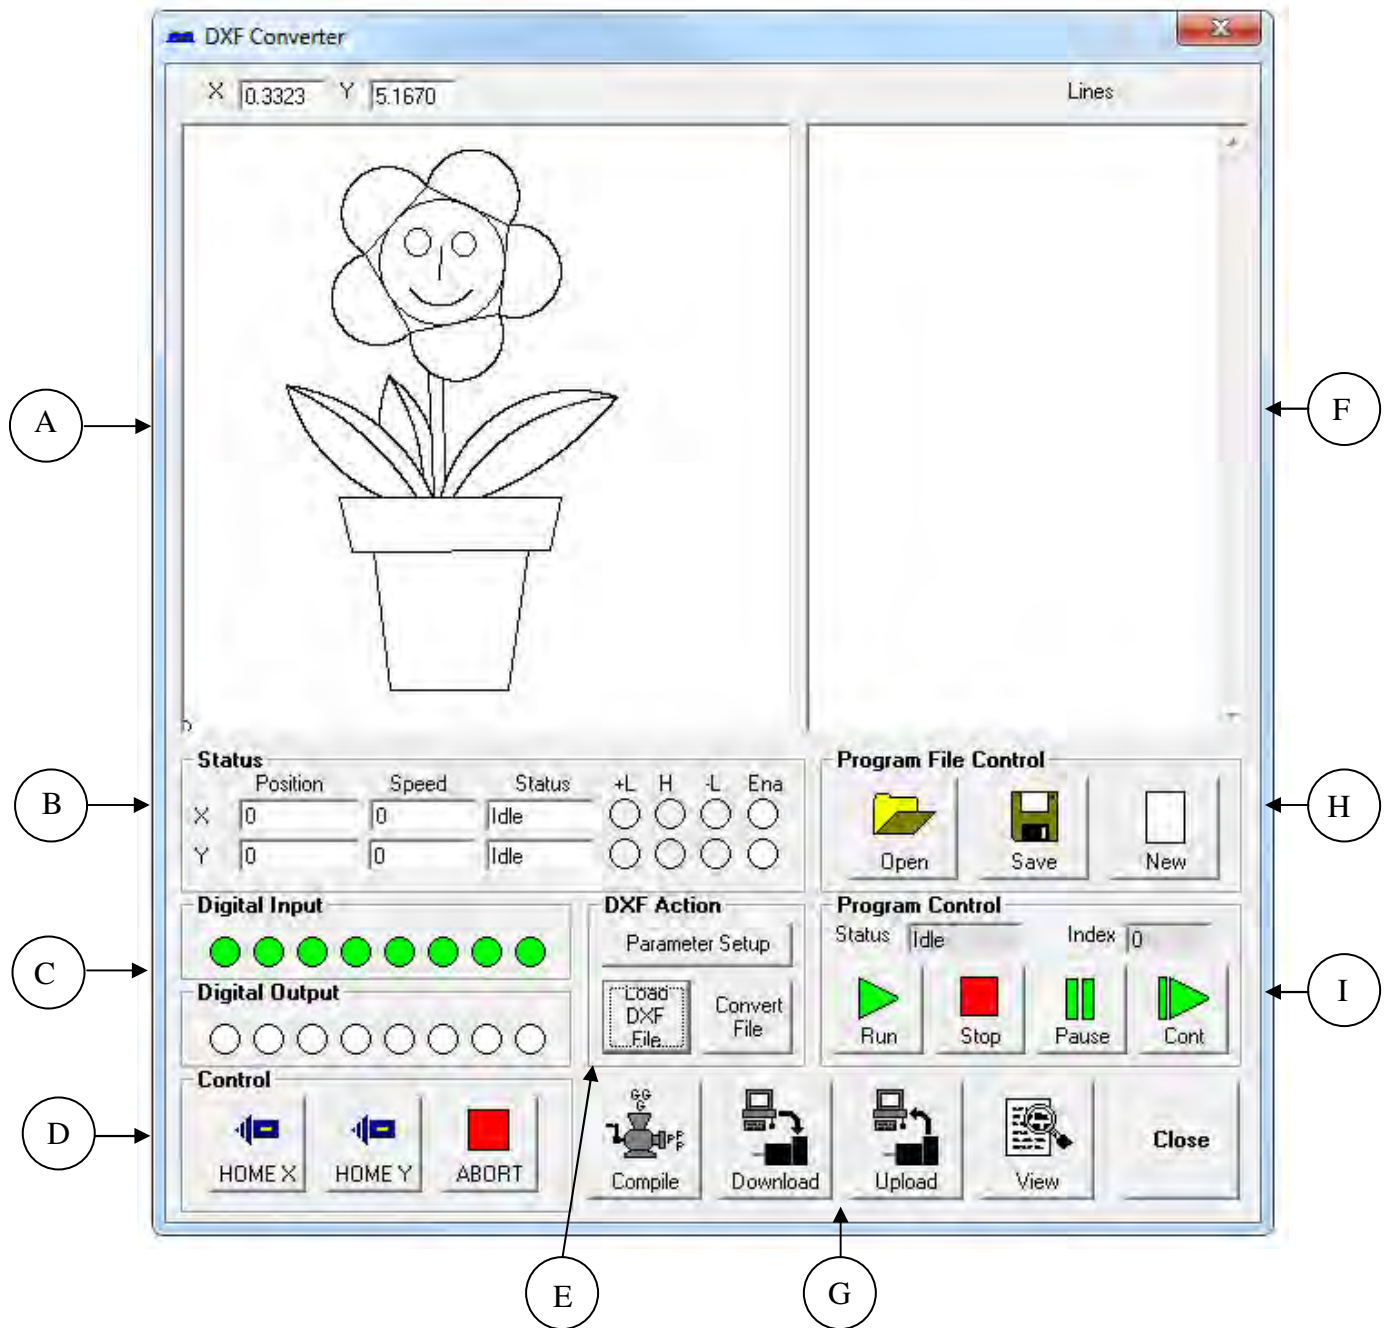 DXF Converter
X 0.3323 Y 5.1670 Lines
A
F
Status
Position Speed Status +L H -L Ena
X 0 0 Idle
Y 0 0 Idle
B
Program File Control
Open Save New
H
Digital Input
C
Digital Output
DXF Action
Parameter Setup
Load DXF File
Convert File
Program Control
Status Idle Index 0
Run Stop Pause Cont
I
Control
HOME X HOME Y ABORT
D
GG
G
PP
P
Compile Download Upload View Close
E
G